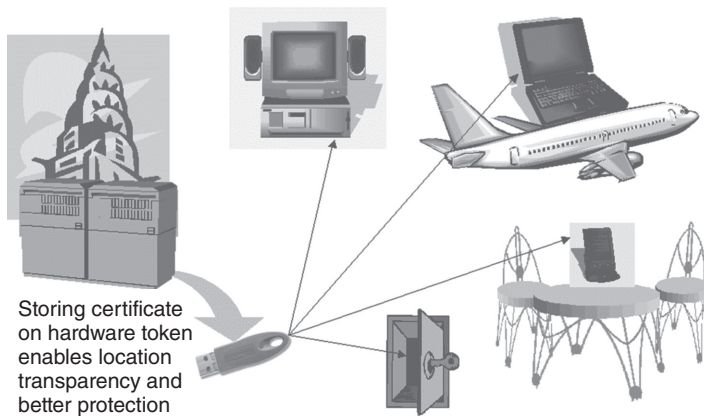 Storing certificate
on hardware token
enables location
transparency and
better protection